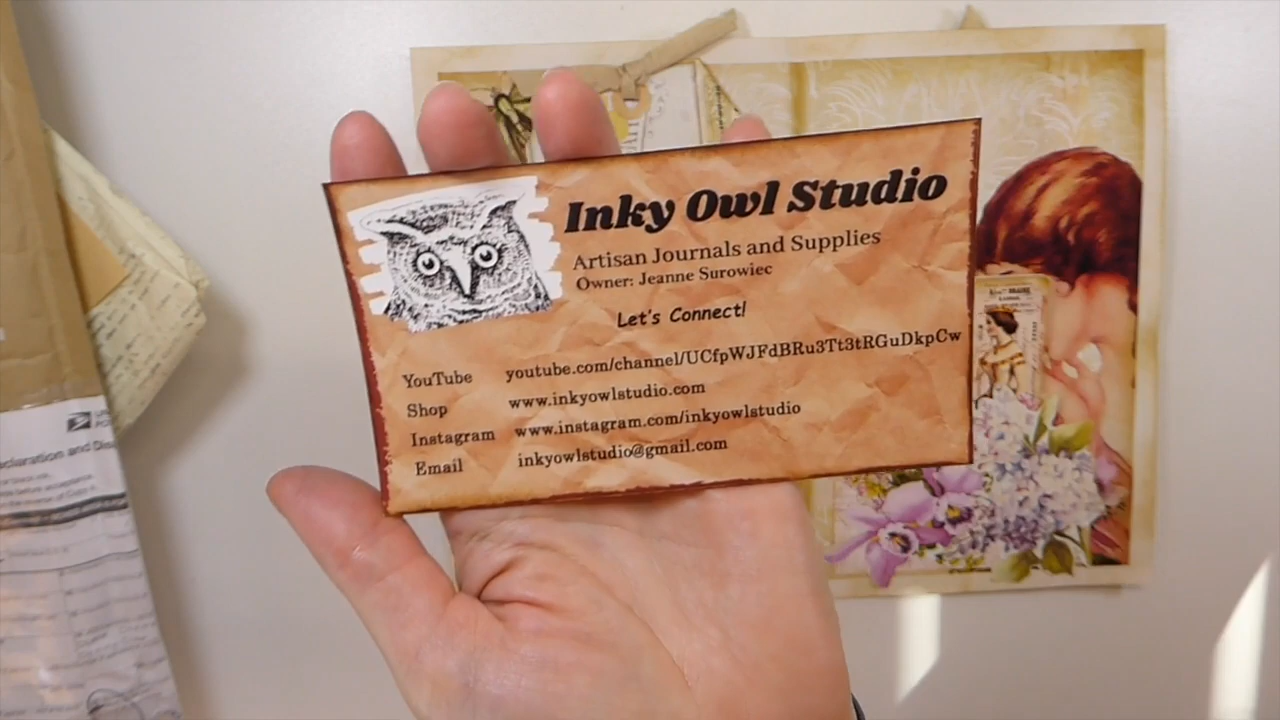 Inky Owl Studio
Artisan Journals and Supplies
Owner: Jeanne Surowiec
Let's Connect!
YouTube youtube.com/channel/UCfpWJFdBRu3Tt3tRGuDkpCw
Shop www.inkyowlstudio.com
Instagram www.instagram.com/inkyowlstudio
Email inkyowlstudio@gmail.com